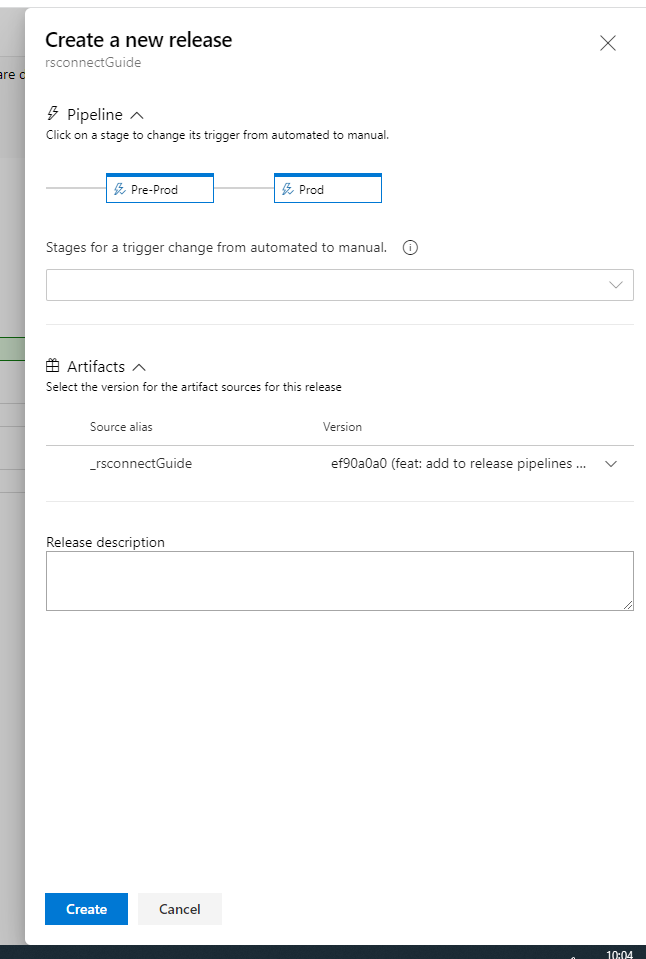 Create a new release
rsconnectGuide
Pipeline
Click on a stage to change its trigger from automated to manual.
Pre-Prod
Prod
Stages for a trigger change from automated to manual.
Artifacts
Select the version for the artifact sources for this release
Source alias Version
_rsconnectGuide ef90a0a0 (feat: add to release pipelines ...
Release description
Create Cancel
10:04